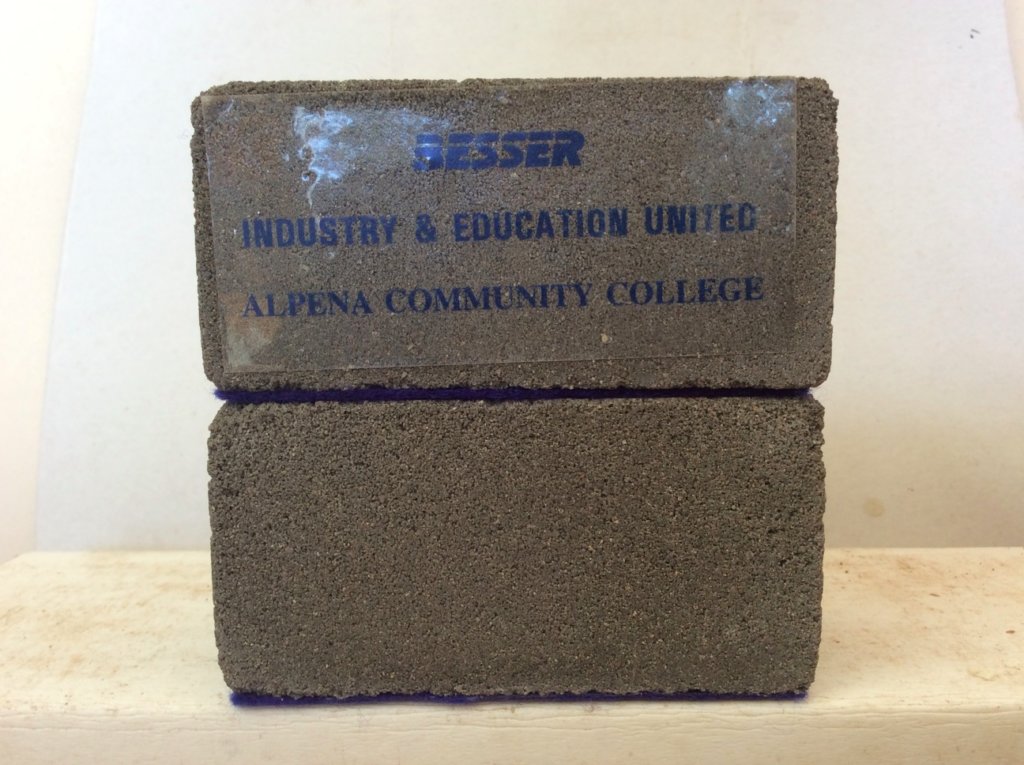 BESSER
INDUSTRY & EDUCATION UNITED
ALPENA COMMUNITY COLLEGE